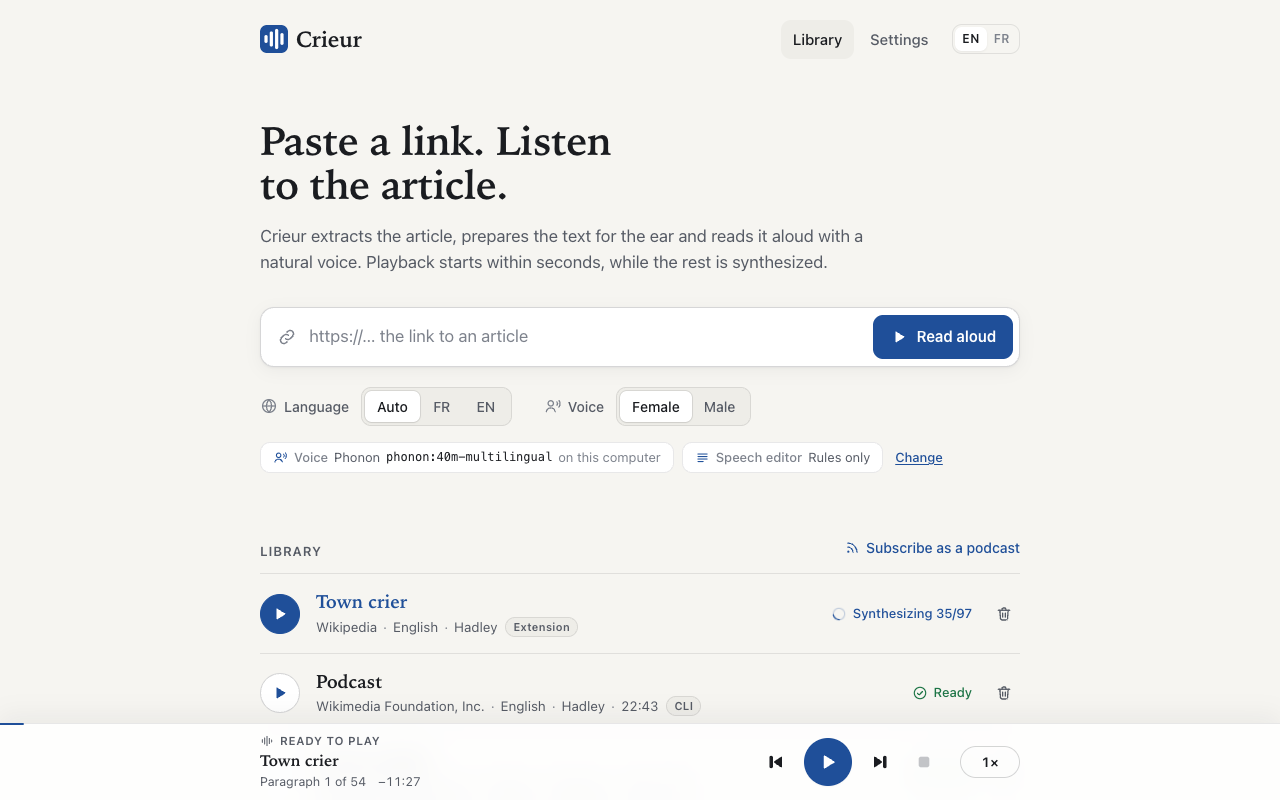 Crieur
Library
Settings
EN FR
Paste a link. Listen
to the article.
Crieur extracts the article, prepares the text for the ear and reads it aloud with a
natural voice. Playback starts within seconds, while the rest is synthesized.
https://... the link to an article
Read aloud
Language Auto FR EN
Voice Female Male
Voice Phonon phonon:40m-multilingual on this computer
Speech editor Rules only
Change
LIBRARY
Subscribe as a podcast
Town crier
Wikipedia · English · Hadley Extension
Synthesizing 35/97
Podcast
Wikimedia Foundation, Inc. · English · Hadley · 22:43 CLI
Ready
READY TO PLAY
Town crier
Paragraph 1 of 54 −11:27
1×